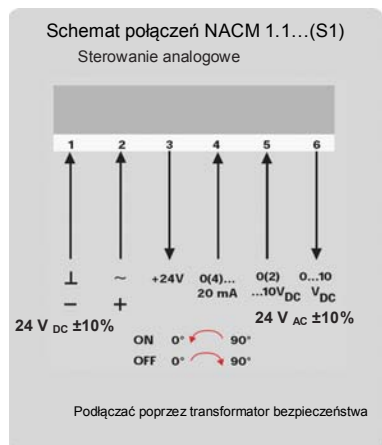 Schemat połączeń NACM 1.1…(S1)
Sterowanie analogowe
1 2 3 4 5 6
⊥ ~ +24V 0(4)... 0(2) 0...10
− + 20 mA ...10VDC VDC
24 V DC ±10% 24 V AC ±10%
ON 0° 90°
OFF 0° 90°
Podłączać poprzez transformator bezpieczeństwa